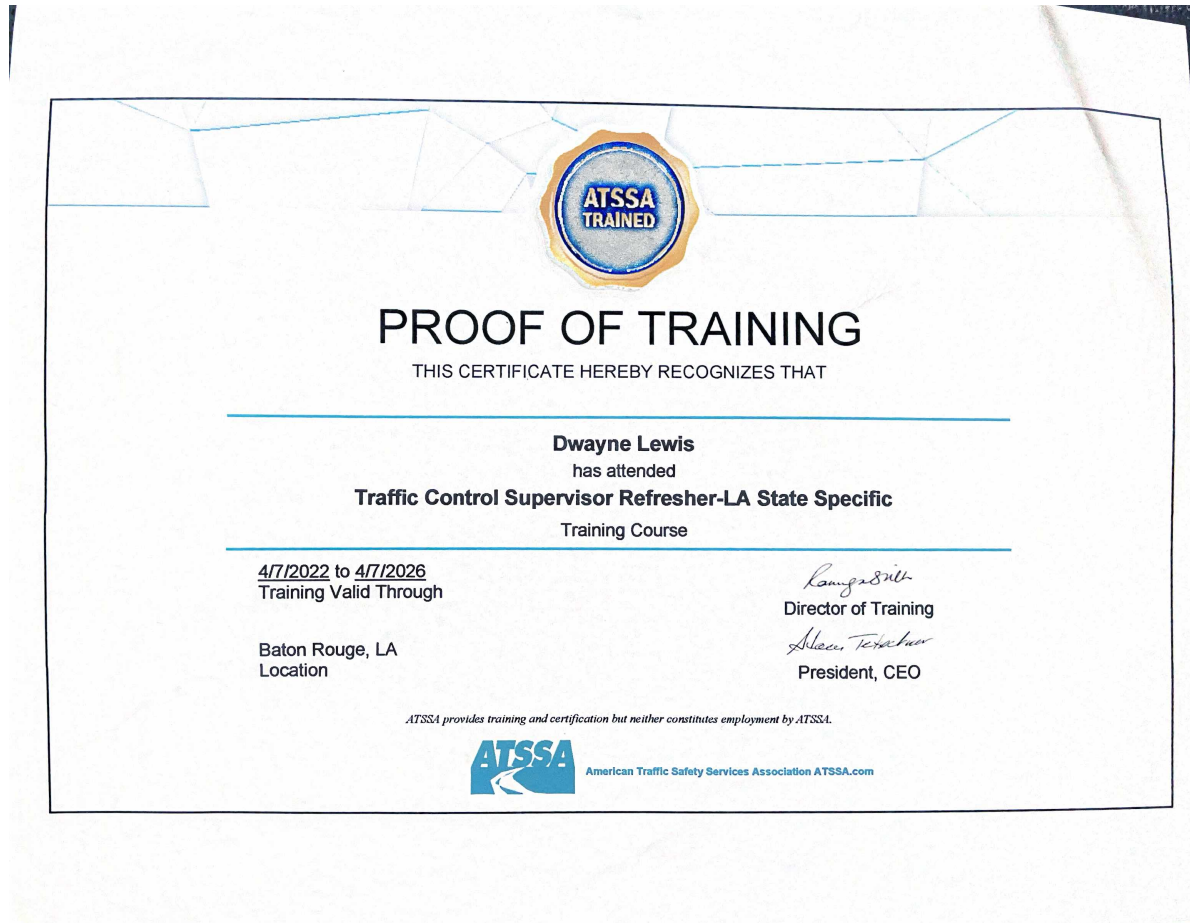 ATSSA
TRAINED
PROOF OF TRAINING
THIS CERTIFICATE HEREBY RECOGNIZES THAT
Dwayne Lewis
has attended
Traffic Control Supervisor Refresher-LA State Specific
Training Course
4/7/2022 to 4/7/2026
Training Valid Through
Director of Training
Baton Rouge, LA
Location
President, CEO
ATSSA provides training and certification but neither constitutes employment by ATSSA.
ATSSA
American Traffic Safety Services Association ATSSA.com